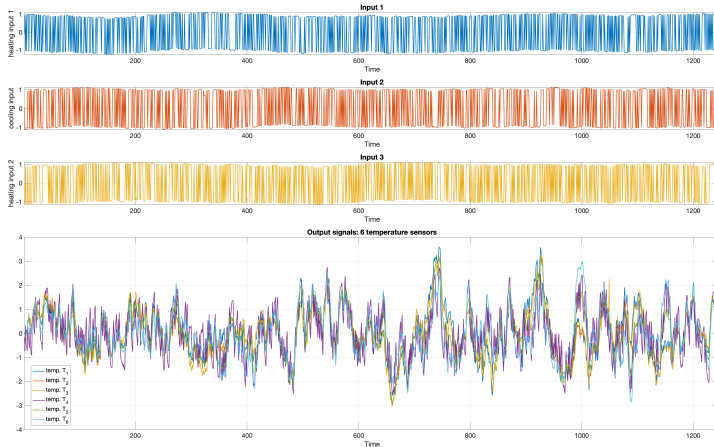 Input 1
heating input 1
1
0
-1
200
400
600
800
1000
1200
Time
Input 2
cooling input
1
0
-1
200
400
600
800
1000
1200
Time
Input 3
heating input 2
1
0
-1
200
400
600
800
1000
1200
Time
Output signals: 6 temperature sensors
4
3
2
1
0
-1
-2
-3
-4
temp. T1
temp. T2
temp. T3
temp. T4
temp. T5
temp. T6
200
400
600
800
1000
1200
Time